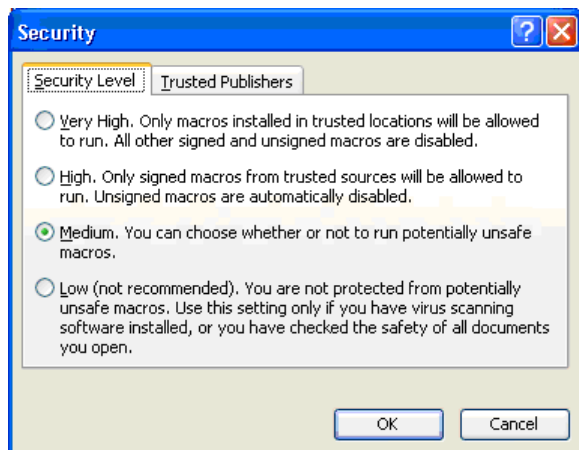 Security
Security Level
Trusted Publishers
Very High. Only macros installed in trusted locations will be allowed
to run. All other signed and unsigned macros are disabled.
High. Only signed macros from trusted sources will be allowed to
run. Unsigned macros are automatically disabled.
Medium. You can choose whether or not to run potentially unsafe
macros.
Low (not recommended). You are not protected from potentially
unsafe macros. Use this setting only if you have virus scanning
software installed, or you have checked the safety of all documents
you open.
OK
Cancel